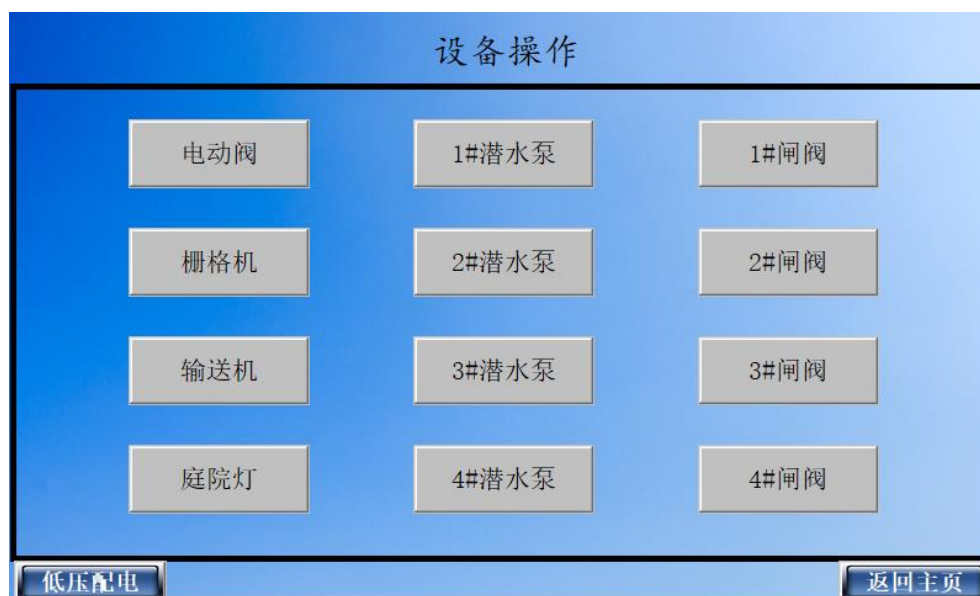 设备操作
电动阀 1#潜水泵 1#闸阀
栅格机 2#潜水泵 2#闸阀
输送机 3#潜水泵 3#闸阀
庭院灯 4#潜水泵 4#闸阀
低压配电 返回主页